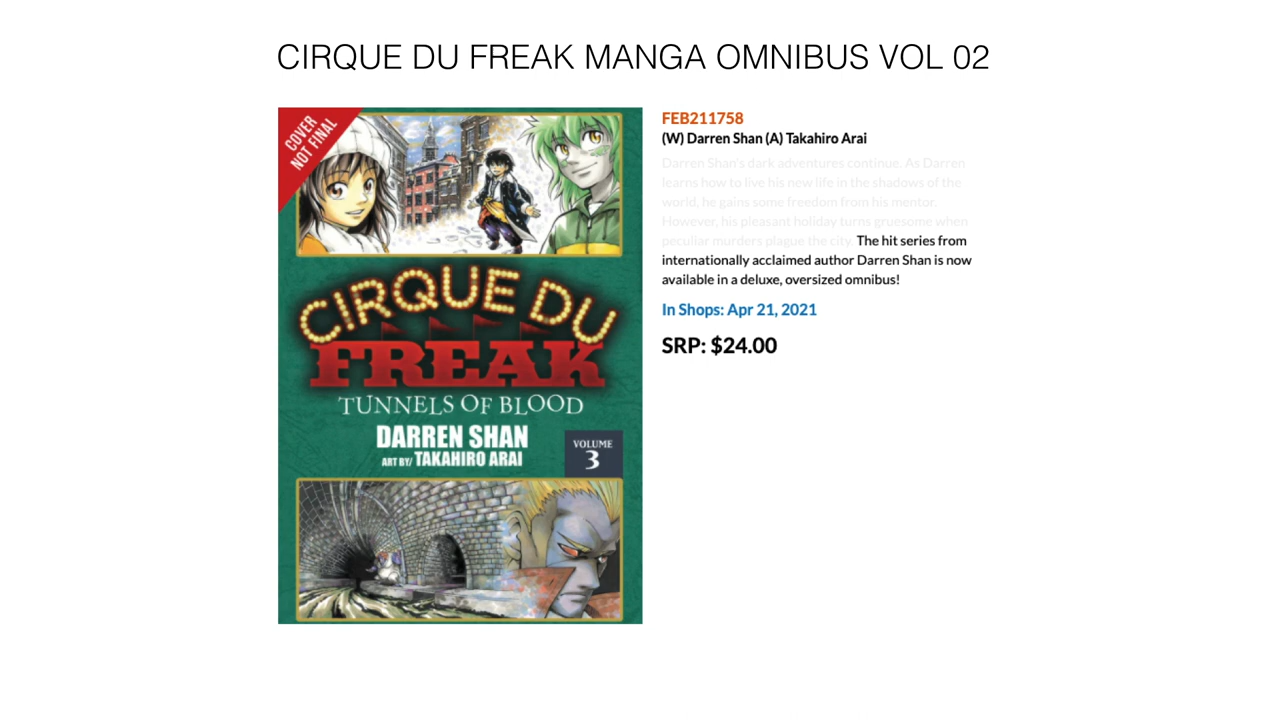 CIRQUE DU FREAK MANGA OMNIBUS VOL 02
COVER
NOT FINAL
CIRQUE DU
FREAK
TUNNELS OF BLOOD
DARREN SHAN
ART BY/ TAKAHIRO ARAI
VOLUME
3
FEB211758
(W) Darren Shan (A) Takahiro Arai
Darren Shan's dark adventures continue. As Darren
learns how to live his new life in the shadows of the
world, he gains some freedom from his mentor.
However, his pleasant holiday turns gruesome when
peculiar murders plague the city. The hit series from
internationally acclaimed author Darren Shan is now
available in a deluxe, oversized omnibus!
In Shops: Apr 21, 2021
SRP: $24.00